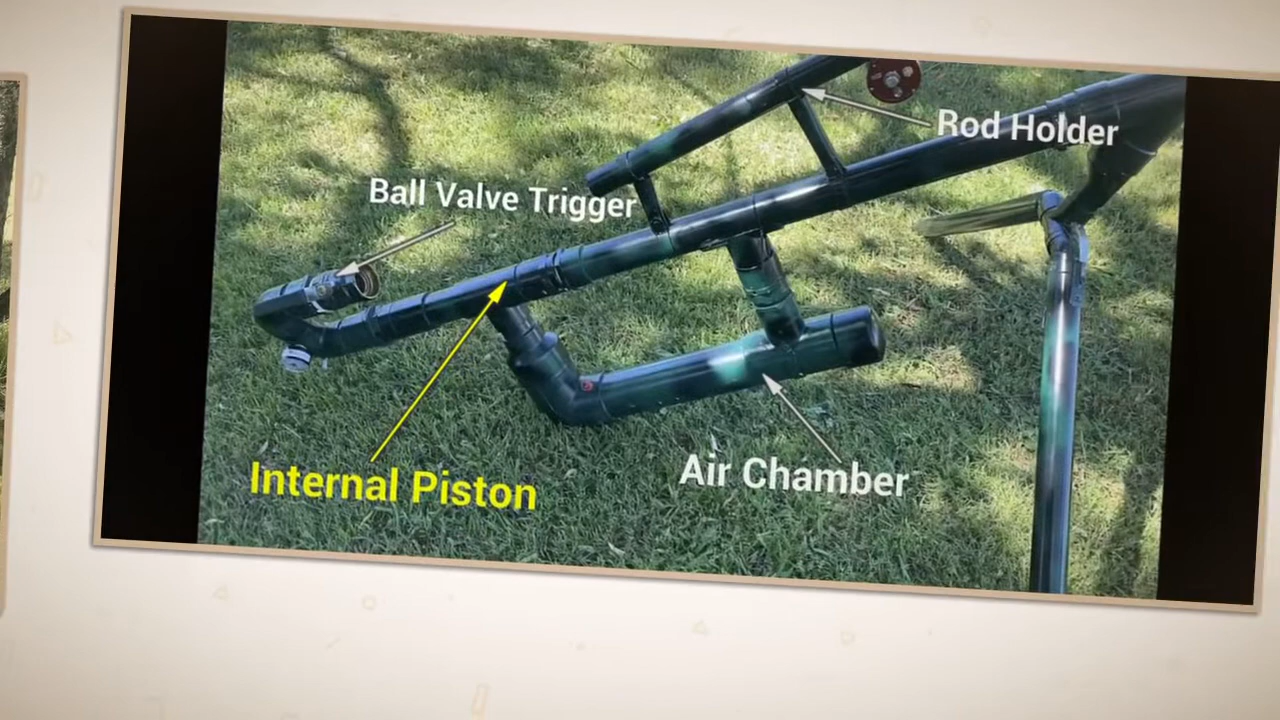 Rod Holder
Ball Valve Trigger
Internal Piston
Air Chamber